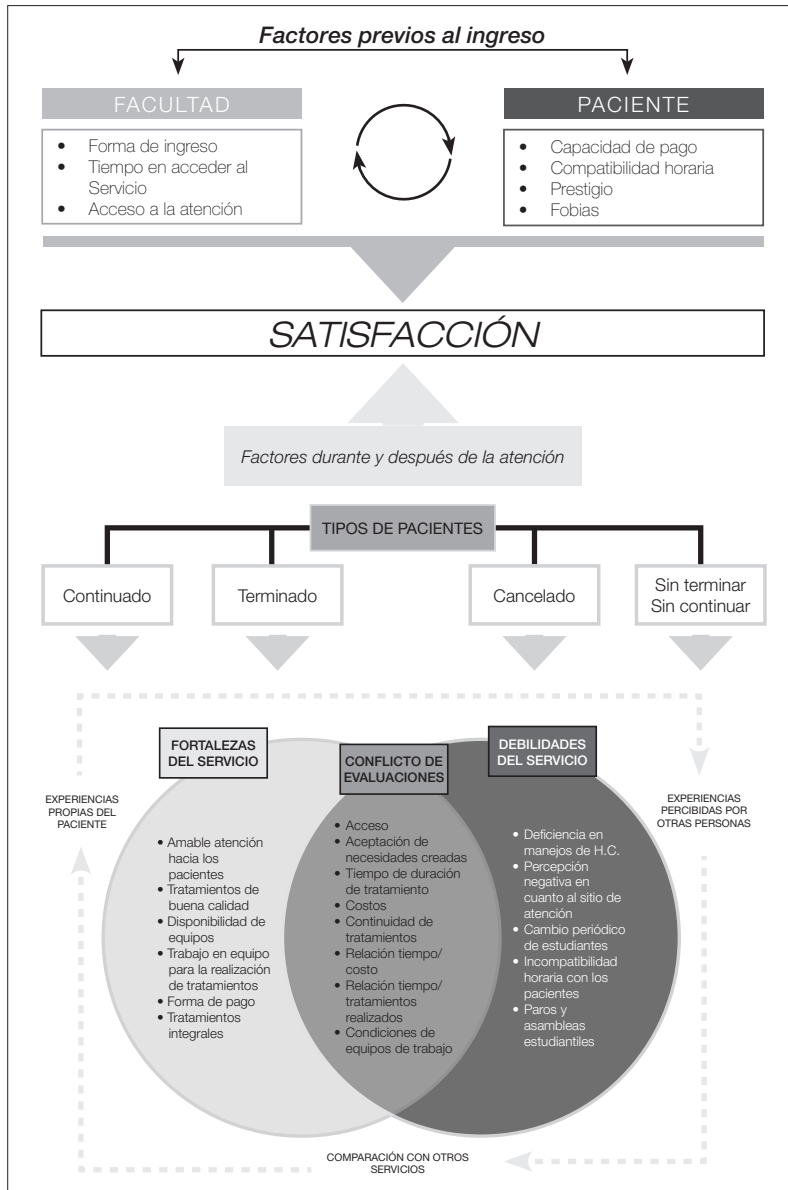 Factores previos al ingreso
FACULTAD
• Forma de ingreso
• Tiempo en acceder al
Servicio
• Acceso a la atención
PACIENTE
• Capacidad de pago
• Compatibilidad horaria
• Prestigio
• Fobias
SATISFACCIÓN
Factores durante y después de la atención
TIPOS DE PACIENTES
Continuado
Terminado
Cancelado
Sin terminar
Sin continuar
EXPERIENCIAS
PROPIAS DEL
PACIENTE
FORTALEZAS
DEL SERVICIO
• Amable atención
hacia los
pacientes
• Tratamientos de
buena calidad
• Disponibilidad de
equipos
• Trabajo en equipo
para la realización
de tratamientos
• Forma de pago
• Tratamientos
integrales
CONFLICTO DE
EVALUACIONES
• Acceso
• Aceptación de
necesidades creadas
• Tiempo de duración
de tratamiento
• Costos
• Continuidad de
tratamientos
• Relación tiempo/
costo
• Relación tiempo/
tratamientos
realizados
• Condiciones de
equipos de trabajo
DEBILIDADES
DEL SERVICIO
• Deficiencia en
manejos de H.C.
• Percepción
negativa en
cuanto al sitio de
atención
• Cambio periódico
de estudiantes
• Incompatibilidad
horaria con los
pacientes
• Paros y
asambleas
estudiantiles
EXPERIENCIAS
PERCIBIDAS POR
OTRAS PERSONAS
COMPARACIÓN CON OTROS
SERVICIOS